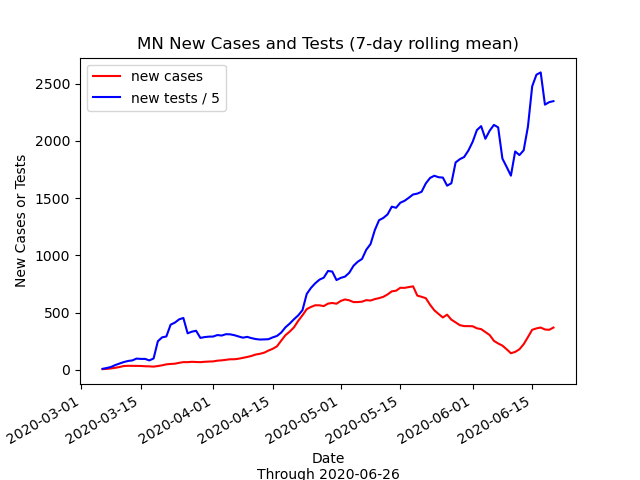 MN New Cases and Tests (7-day rolling mean)
new cases
new tests / 5
New Cases or Tests
2500
2000
1500
1000
500
0
2020-03-01
2020-03-15
2020-04-01
2020-04-15
2020-05-01
2020-05-15
2020-06-01
2020-06-15
Date
Through 2020-06-26